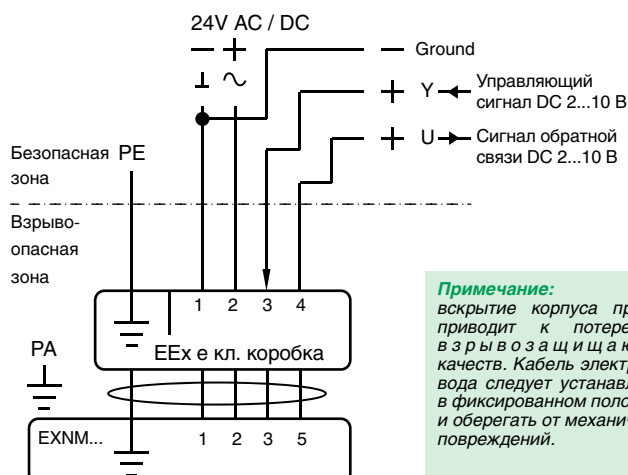 24V AC / DC
− +
Ground
⊥ ~
+ Y Управляющий
сигнал DC 2...10 В
+ U Сигнал обратной
связи DC 2...10 В
Безопасная PE
зона
Взрыво-
опасная
зона
1 2 3 4
EEx e кл. коробка
PA
EXNM... 1 2 3 5
Примечание:
вскрытие корпуса
приводит к
взрывозащища
качеств. Кабель
вода следует
в фиксированном
и оберегать от
повреждений.